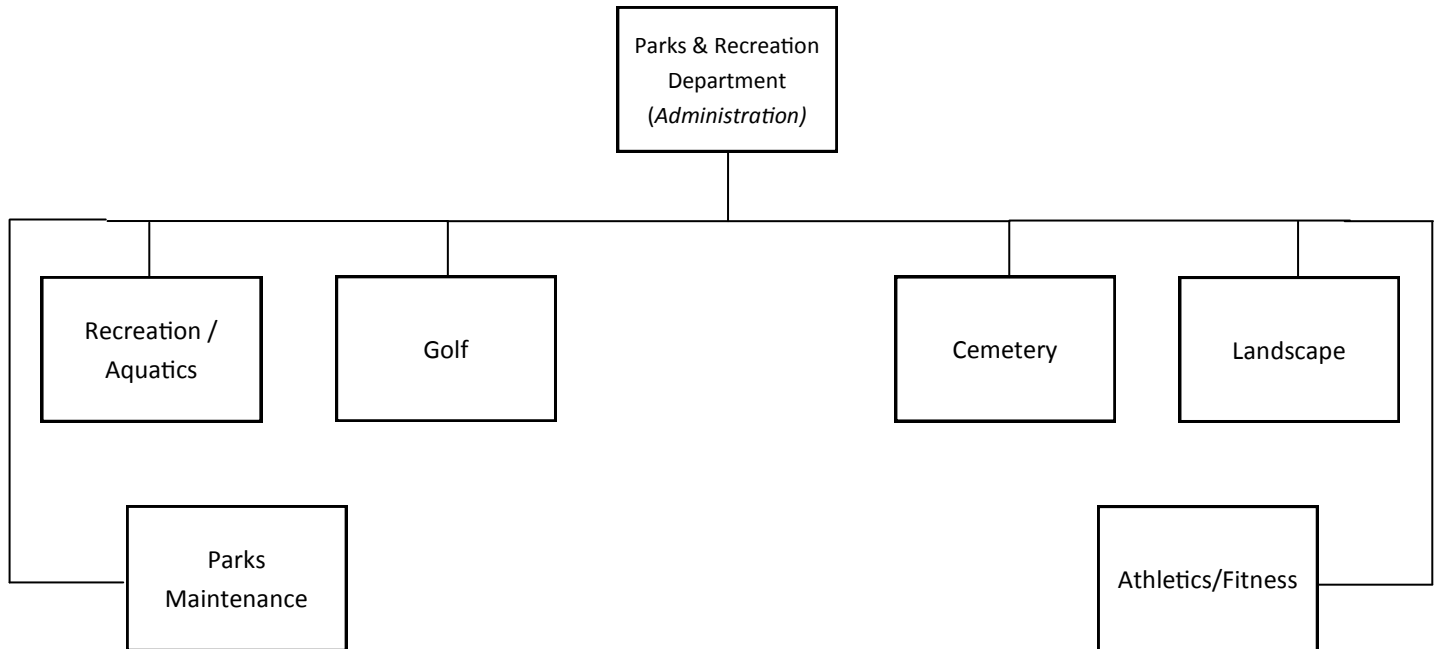 Parks & Recreation
Department
(Administration)
Recreation /
Aquatics
Golf
Cemetery
Landscape
Parks
Maintenance
Athletics/Fitness